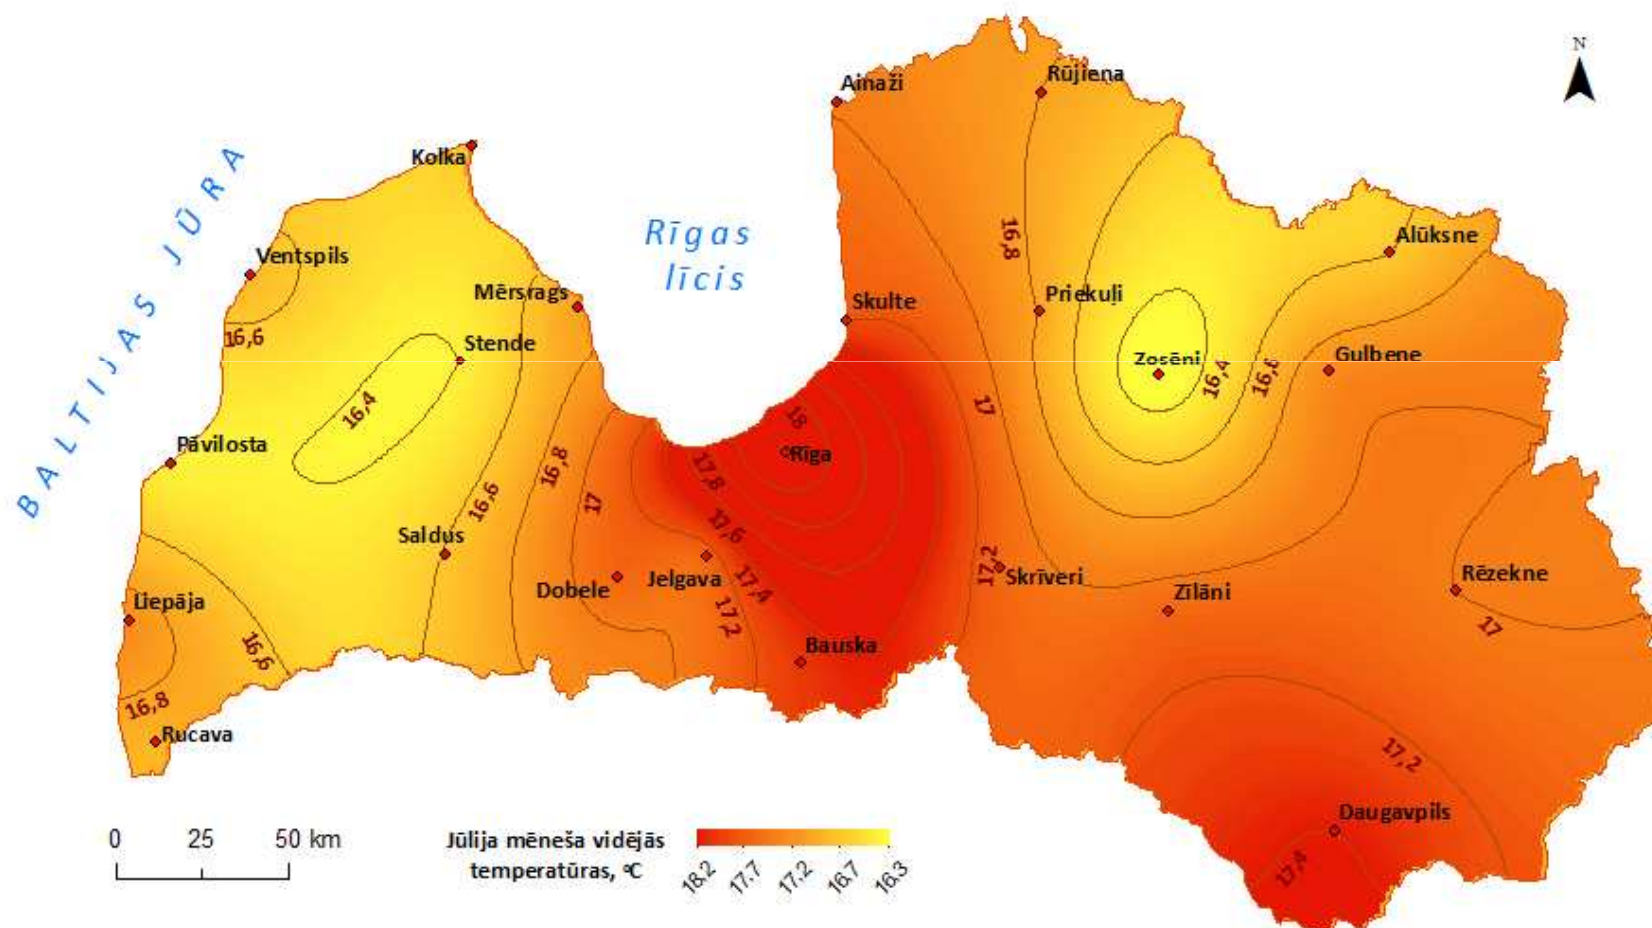 N
Ainaži
Rūjiena
Kolka
BALTIJAS JŪRA
Rīgas
līcis
16,8
Alūksne
Ventspils
Mērsrags
Skulte
Priekuļi
16,6
Stende
Zosēni
16,4
16,6
Gulbene
16,4
17
18
Pāvilosta
Rīga
16,8
17,8
16,6
17
17,6
Saldus
17,2
Skrīveri
Rēzekne
Dobele
Jelgava
17,4
Zīlāni
Liepāja
17,2
17
16,6
Bauska
16,8
Rucava
17,2
Daugavpils
17,4
0 25 50 km
Jūlija mēneša vidējās
temperatūras, °C
18,2 17,7 17,2 16,7 16,3